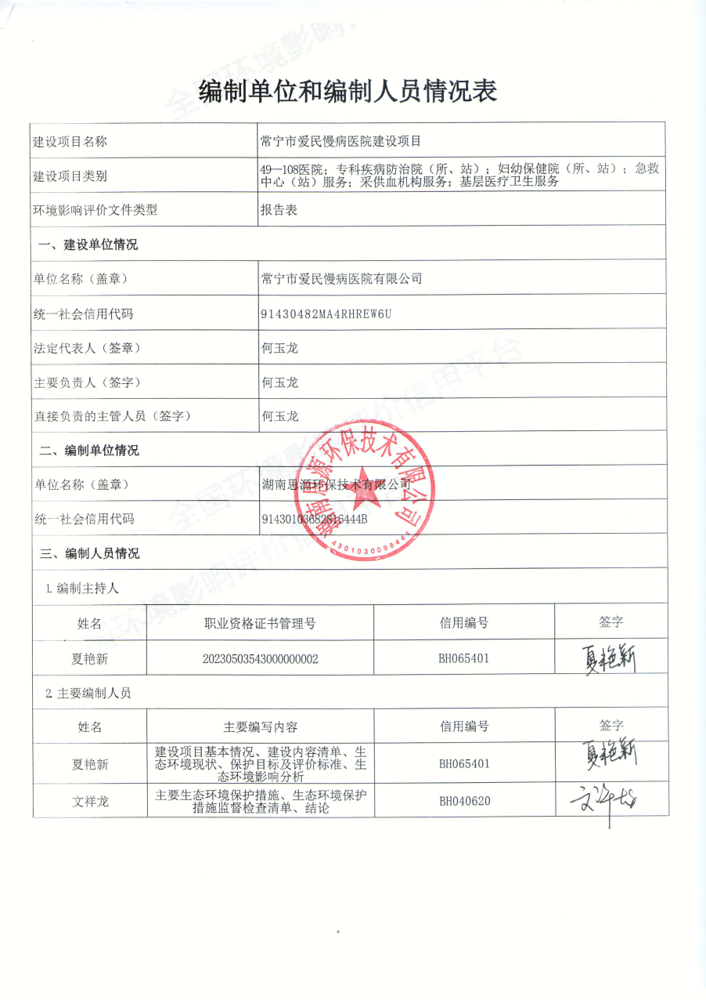 编制单位和编制人员情况表
建设项目名称 常宁市爱民慢病医院建设项目
建设项目类别 49—108医院；专科疾病防治院（所、站）；妇幼保健院（所、站）；急救
中心（站）服务；采供血机构服务；基层医疗卫生服务
环境影响评价文件类型 报告表
一、建设单位情况
单位名称（盖章） 常宁市爱民慢病医院有限公司
统一社会信用代码 91430482MA4RHREW6U
法定代表人（签章） 何玉龙
主要负责人（签字） 何玉龙
直接负责的主管人员（签字） 何玉龙
二、编制单位情况
单位名称（盖章） 湖南思源环保技术有限公司
统一社会信用代码 91430103682816444B
湖南思源环保技术有限公司
4301030098441
三、编制人员情况
1.编制主持人
姓名 职业资格证书管理号 信用编号 签字
夏艳新 20230503543000000002 BH065401 夏艳新
2.主要编制人员
姓名 主要编写内容 信用编号 签字
夏艳新 建设项目基本情况、建设内容清单、生 BH065401 夏艳新
态环境现状、保护目标及评价标准、生
态环境影响分析
文祥龙 主要生态环境保护措施、生态环境保护 BH040620 文祥龙
措施监督检查清单、结论